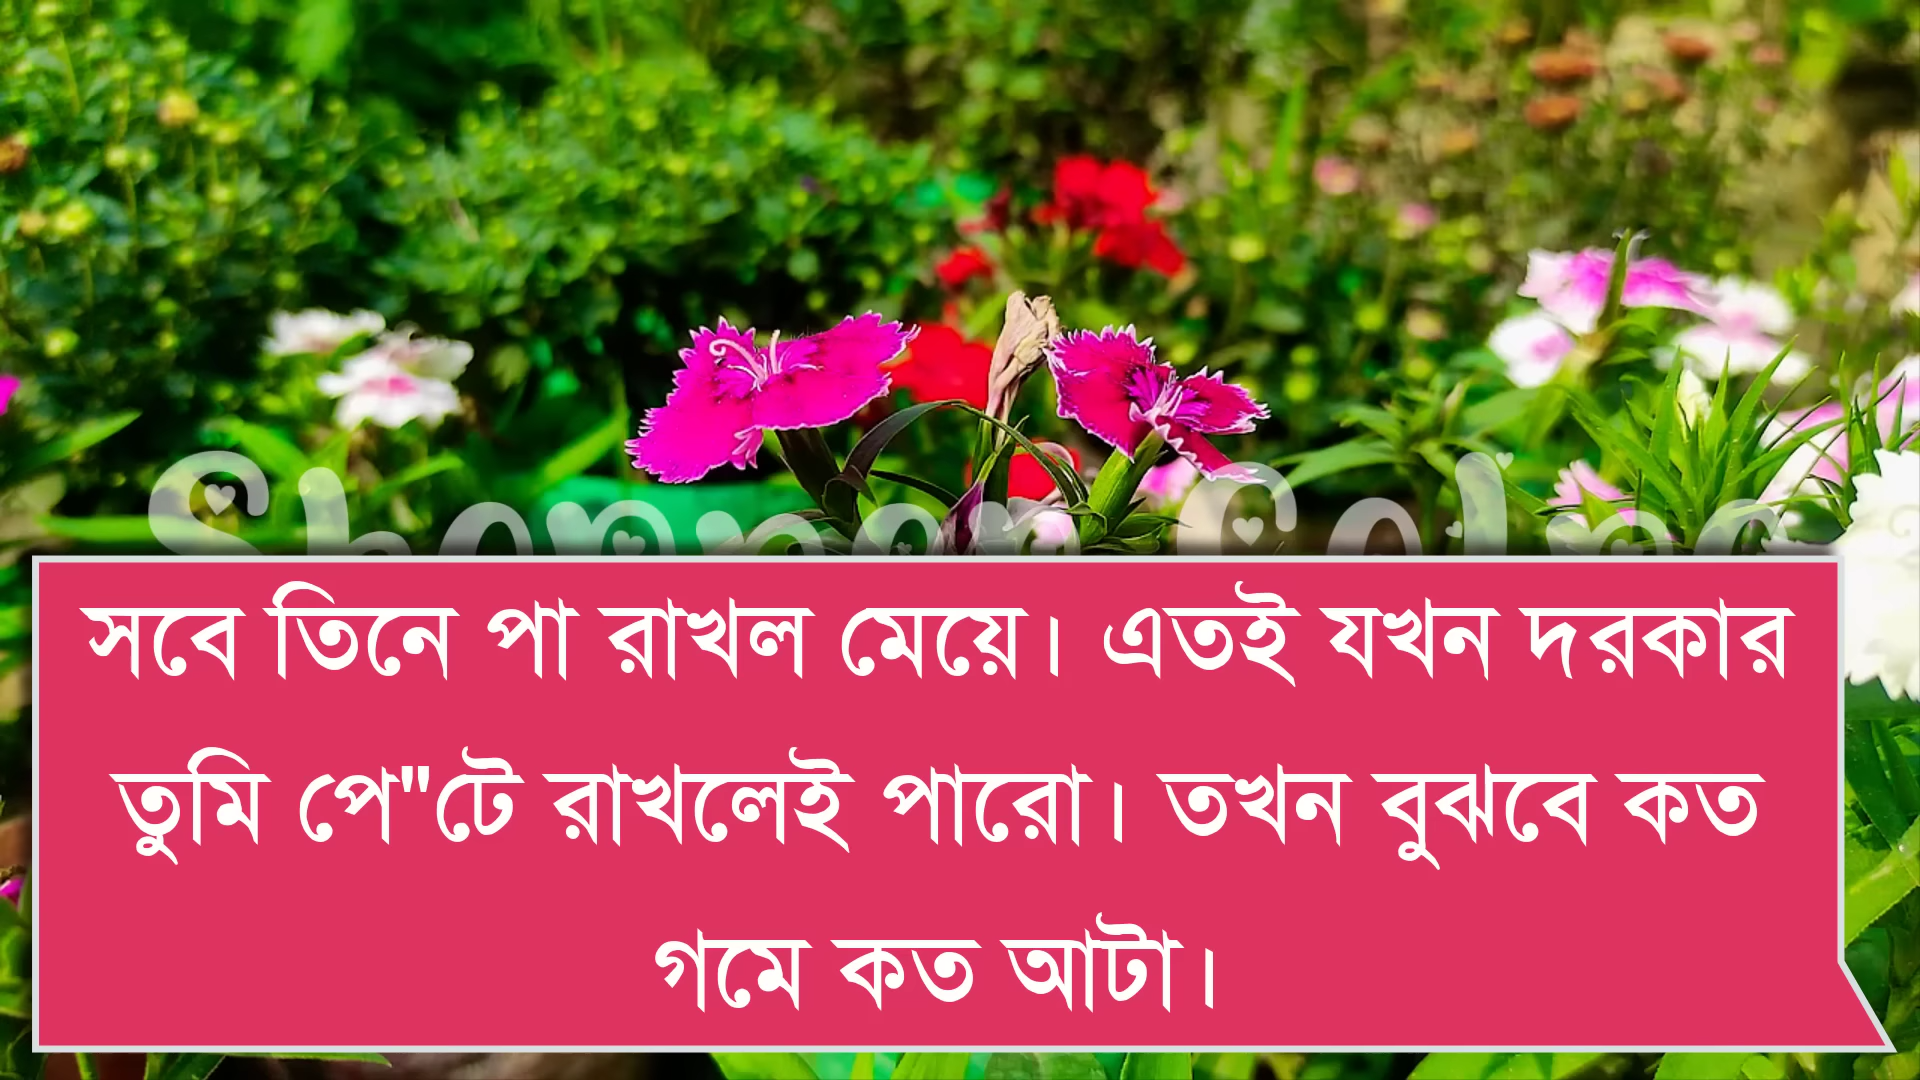 সবে তিনে পা রাখল মেয়ে। এতই যখন দরকার
তুমি পে"টে রাখলেই পারো। তখন বুঝবে কত
গমে কত আটা।